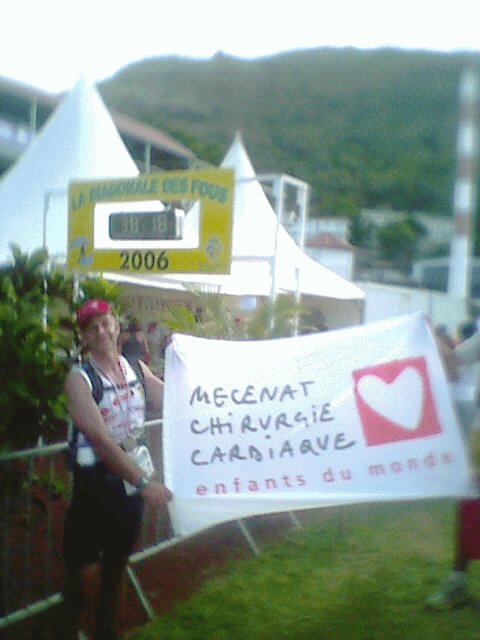 LA DIAGONALE DES FOUS
2006
MECENAT
CHIRURGIE
CARDIAQUE
enfants du monde